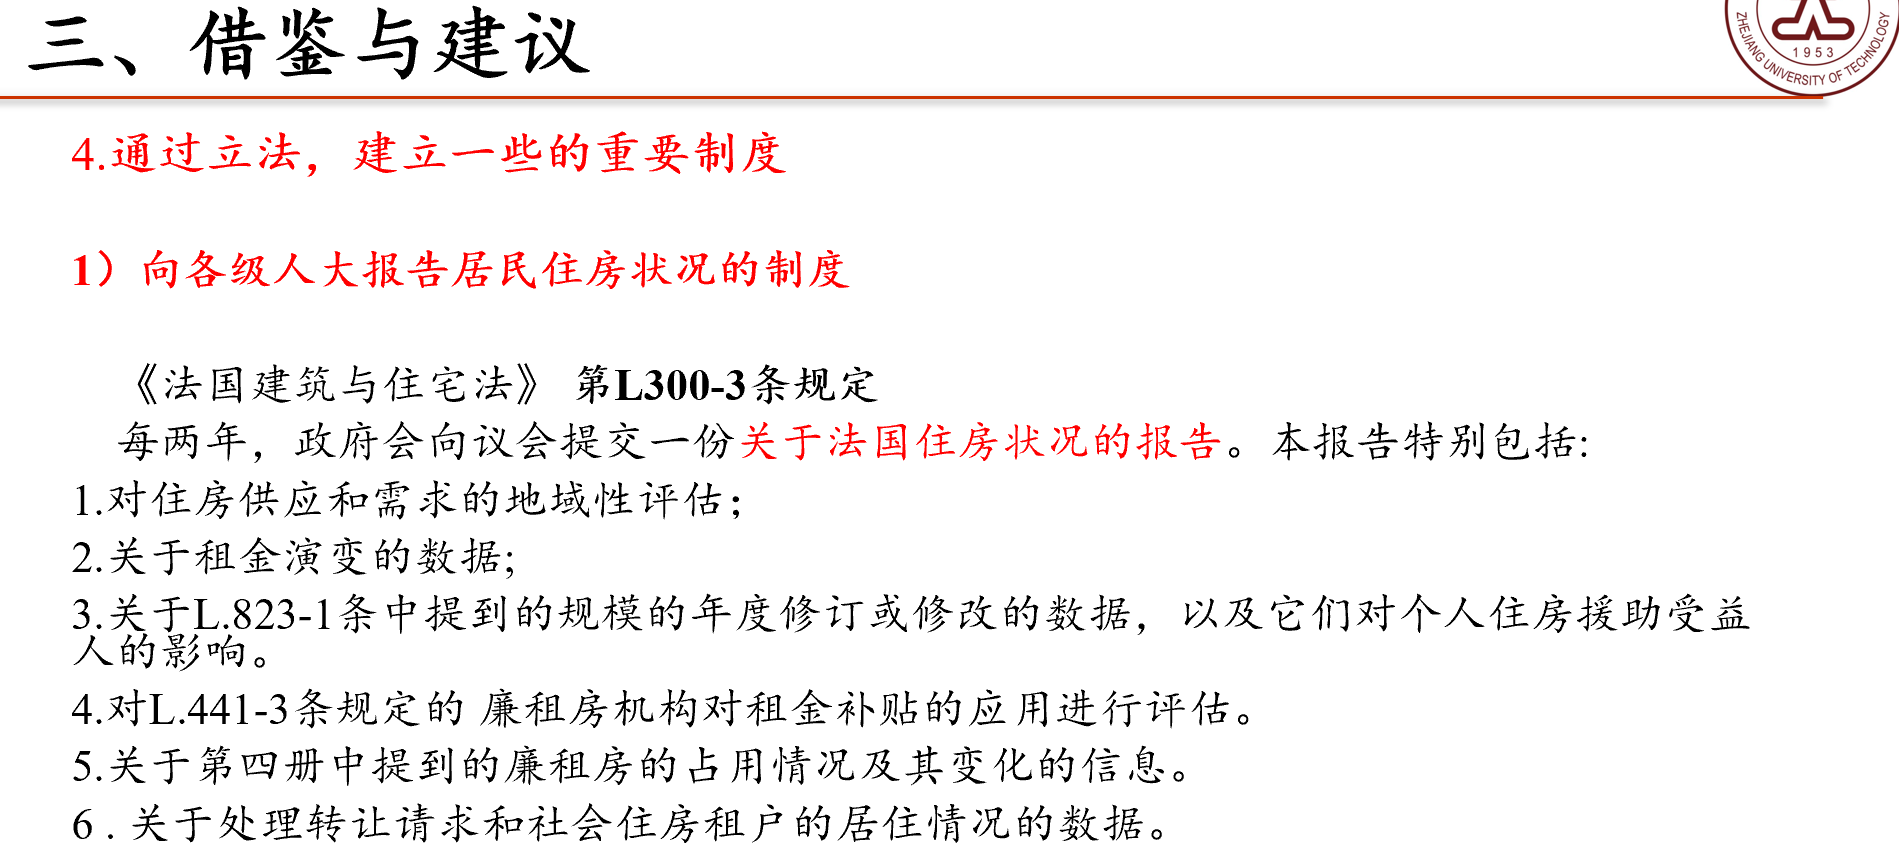 三、借鉴与建议
1953
ZHEJIANG UNIVERSITY OF TECHNOLOGY
4.通过立法，建立一些的重要制度
1）向各级人大报告居民住房状况的制度
《法国建筑与住宅法》 第L300-3条规定
每两年，政府会向议会提交一份关于法国住房状况的报告。本报告特别包括:
1.对住房供应和需求的地域性评估；
2.关于租金演变的数据;
3.关于L.823-1条中提到的规模的年度修订或修改的数据，以及它们对个人住房援助受益
人的影响。
4.对L.441-3条规定的 廉租房机构对租金补贴的应用进行评估。
5.关于第四册中提到的廉租房的占用情况及其变化的信息。
6 . 关于处理转让请求和社会住房租户的居住情况的数据。